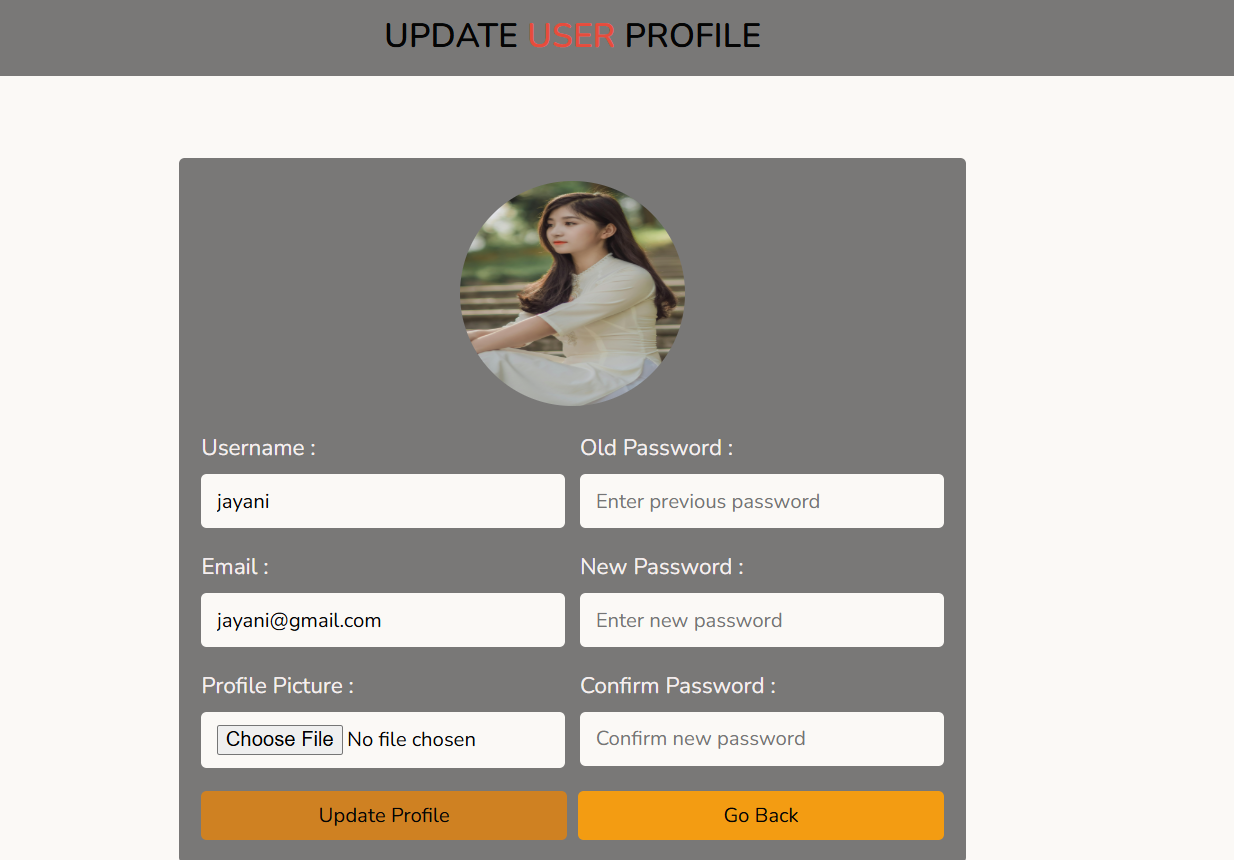 UPDATE USER PROFILE
Username :
jayani
Old Password :
Enter previous password
Email :
jayani@gmail.com
New Password :
Enter new password
Profile Picture :
Choose File No file chosen
Confirm Password :
Confirm new password
Update Profile
Go Back